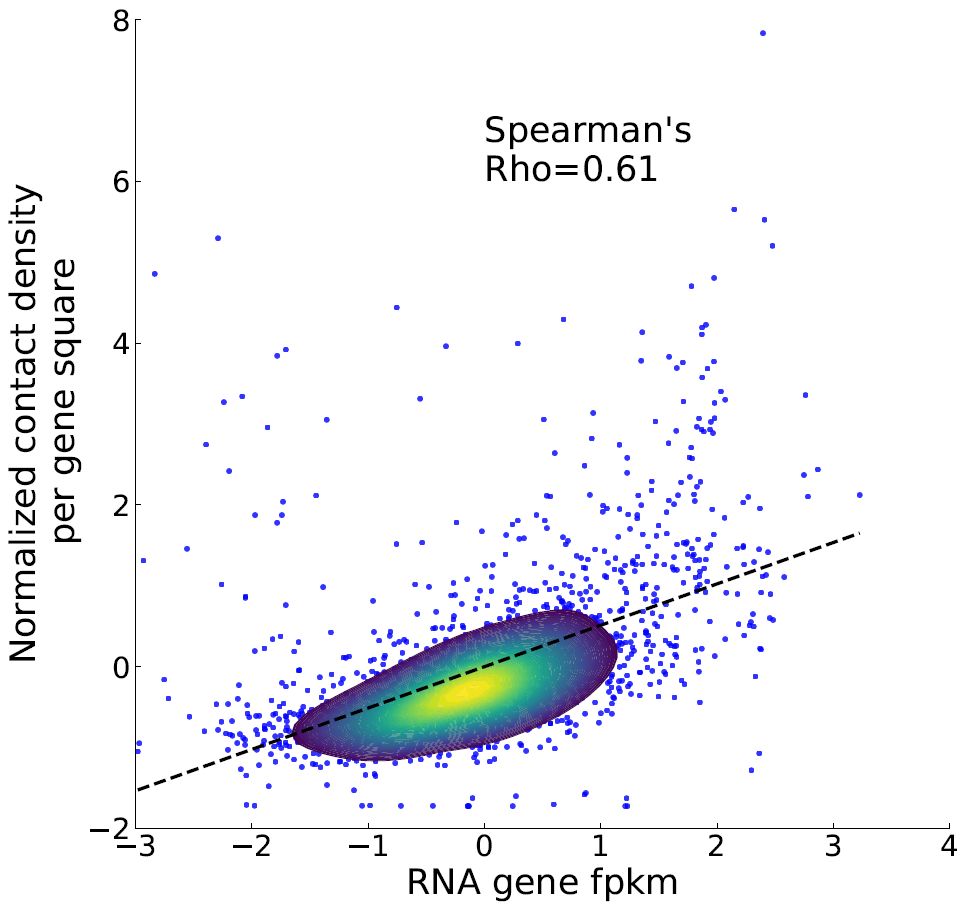 8
6
4
2
0
−2
Normalized contact density
per gene square
Spearman's
Rho=0.61
−3 −2 −1 0 1 2 3 4
RNA gene fpkm